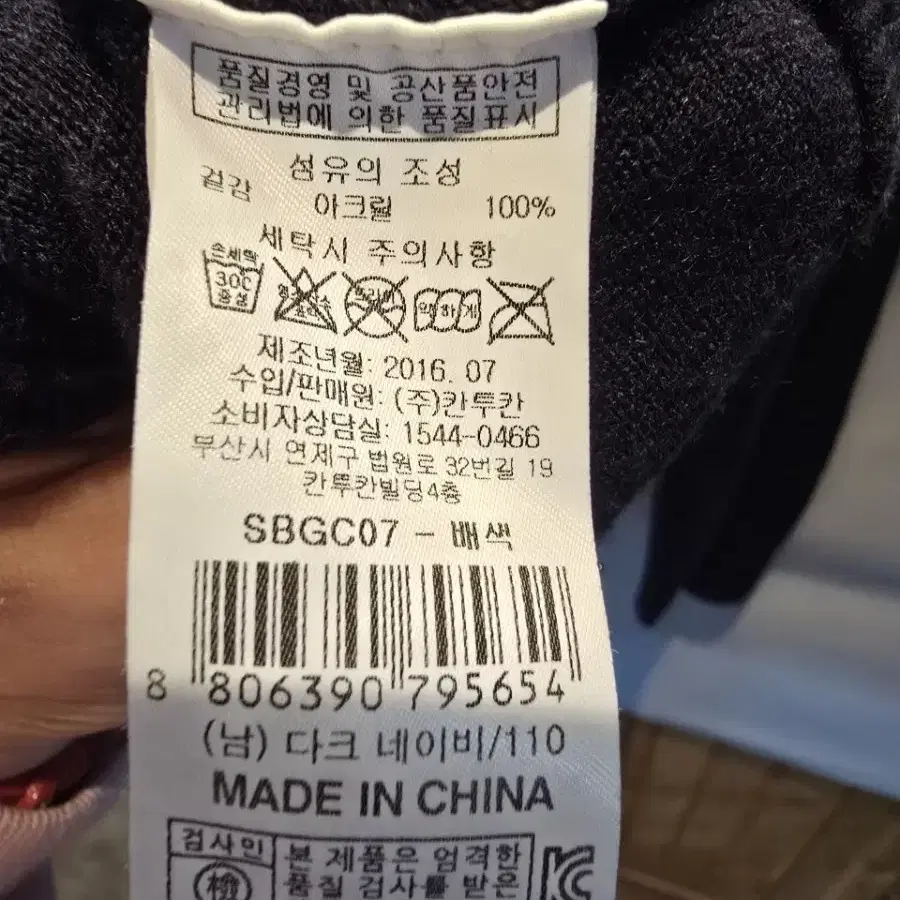 품질경영 및 공산품안전
관리법에 의한 품질표시
섬유의 조성
겉감 아크릴 100%
세탁시 주의사항
손세탁 30C 중성
약하게
제조년월: 2016. 07
수입/판매원: (주)칸투칸
소비자상담실: 1544-0466
부산시 연제구 법원로 32번길 19
칸투칸빌딩4층
SBGC07 - 배색
8 806390 795654
(남) 다크 네이비/110
MADE IN CHINA
검사인
檢
본 제품은 엄격한
품질 검사를 받은
KC